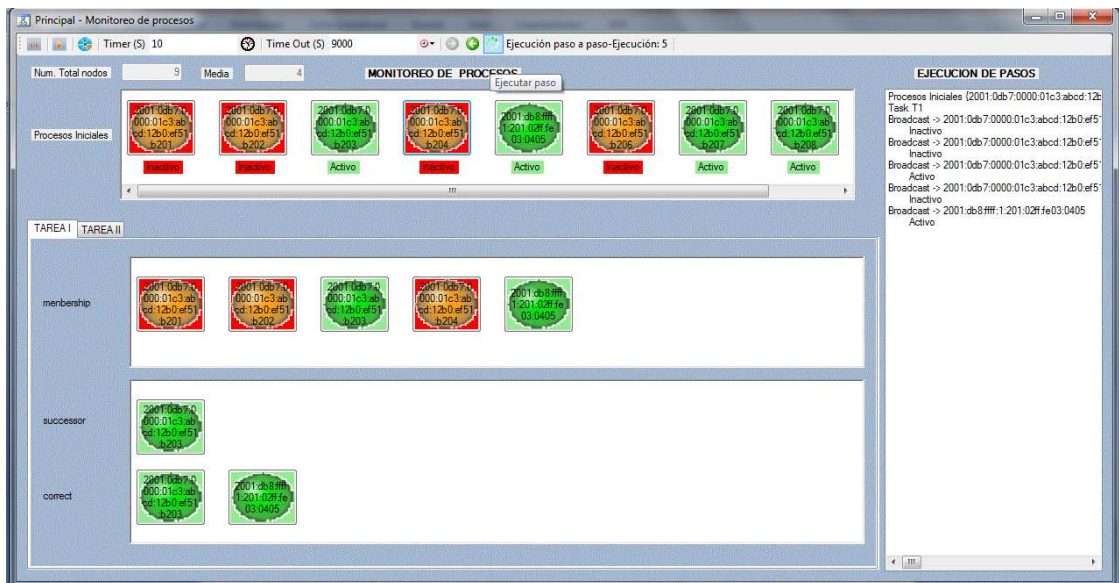 Principal - Monitoreo de procesos
Timer (S) 10 Time Out (S) 9000 Ejecución paso a paso-Ejecución: 5
Num. Total nodos 9 Media 4 MONITOREO DE PROCESOS
Ejecutar paso
EJECUCION DE PASOS
Procesos Iniciales
2001:0db7:0
000:01c3:ab
cd:12b0:ef51
:b201
Inactivo
2001:0db7:0
000:01c3:ab
cd:12b0:ef51
:b202
Inactivo
2001:0db7:0
000:01c3:ab
cd:12b0:ef51
:b203
Activo
2001:0db7:0
000:01c3:ab
cd:12b0:ef51
:b204
Inactivo
2001:db8:ffff:
1:201:02ff:fe
03:0405
Activo
2001:0db7:0
000:01c3:ab
cd:12b0:ef51
:b206
Inactivo
2001:0db7:0
000:01c3:ab
cd:12b0:ef51
:b207
Activo
2001:0db7:0
000:01c3:ab
cd:12b0:ef51
:b208
Activo
Procesos Iniciales {2001:0db7:0000:01c3:abcd:12b
Task T1
Broadcast -> 2001:0db7:0000:01c3:abcd:12b0:ef51
Inactivo
Broadcast -> 2001:0db7:0000:01c3:abcd:12b0:ef51
Inactivo
Broadcast -> 2001:0db7:0000:01c3:abcd:12b0:ef51
Activo
Broadcast -> 2001:0db7:0000:01c3:abcd:12b0:ef51
Inactivo
Broadcast -> 2001:db8:ffff:1:201:02ff:fe03:0405
Activo
TAREA I TAREA II
menbership
2001:0db7:0
000:01c3:ab
cd:12b0:ef51
:b201
2001:0db7:0
000:01c3:ab
cd:12b0:ef51
:b202
2001:0db7:0
000:01c3:ab
cd:12b0:ef51
:b203
2001:0db7:0
000:01c3:ab
cd:12b0:ef51
:b204
2001:db8:ffff:
1:201:02ff:fe
03:0405
successor
2001:0db7:0
000:01c3:ab
cd:12b0:ef51
:b203
correct
2001:0db7:0
000:01c3:ab
cd:12b0:ef51
:b203
2001:db8:ffff:
1:201:02ff:fe
03:0405